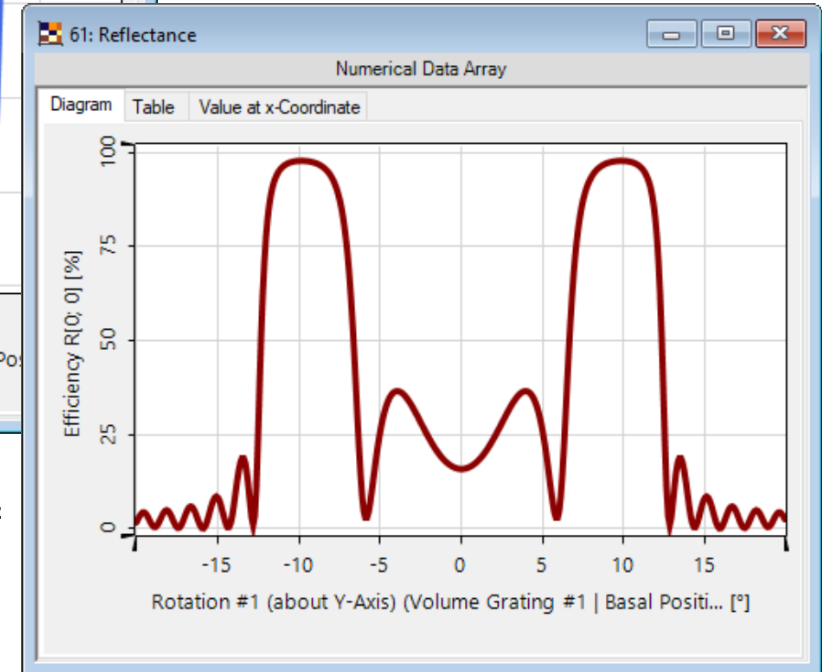 61: Reflectance
Numerical Data Array
Diagram Table Value at x-Coordinate
Efficiency R[0; 0] [%]
100
75
50
25
0
-15 -10 -5 0 5 10 15
Rotation #1 (about Y-Axis) (Volume Grating #1 | Basal Positi... [°]
Pos